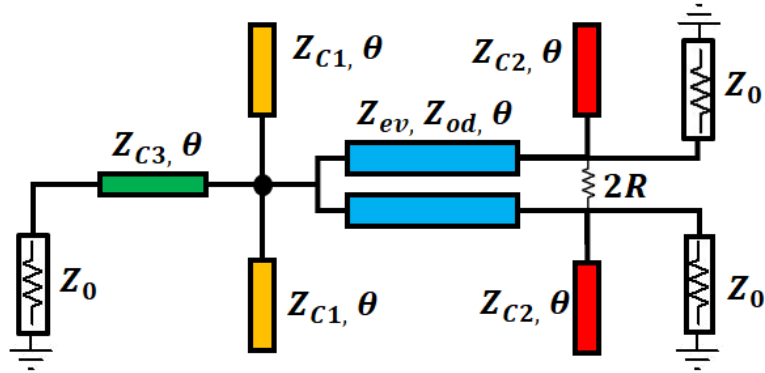 Z_{C1}, θ
Z_{C2}, θ
Z_0
Z_{ev}, Z_{od}, θ
Z_{C3}, θ
2R
Z_0
Z_{C1}, θ
Z_{C2}, θ
Z_0